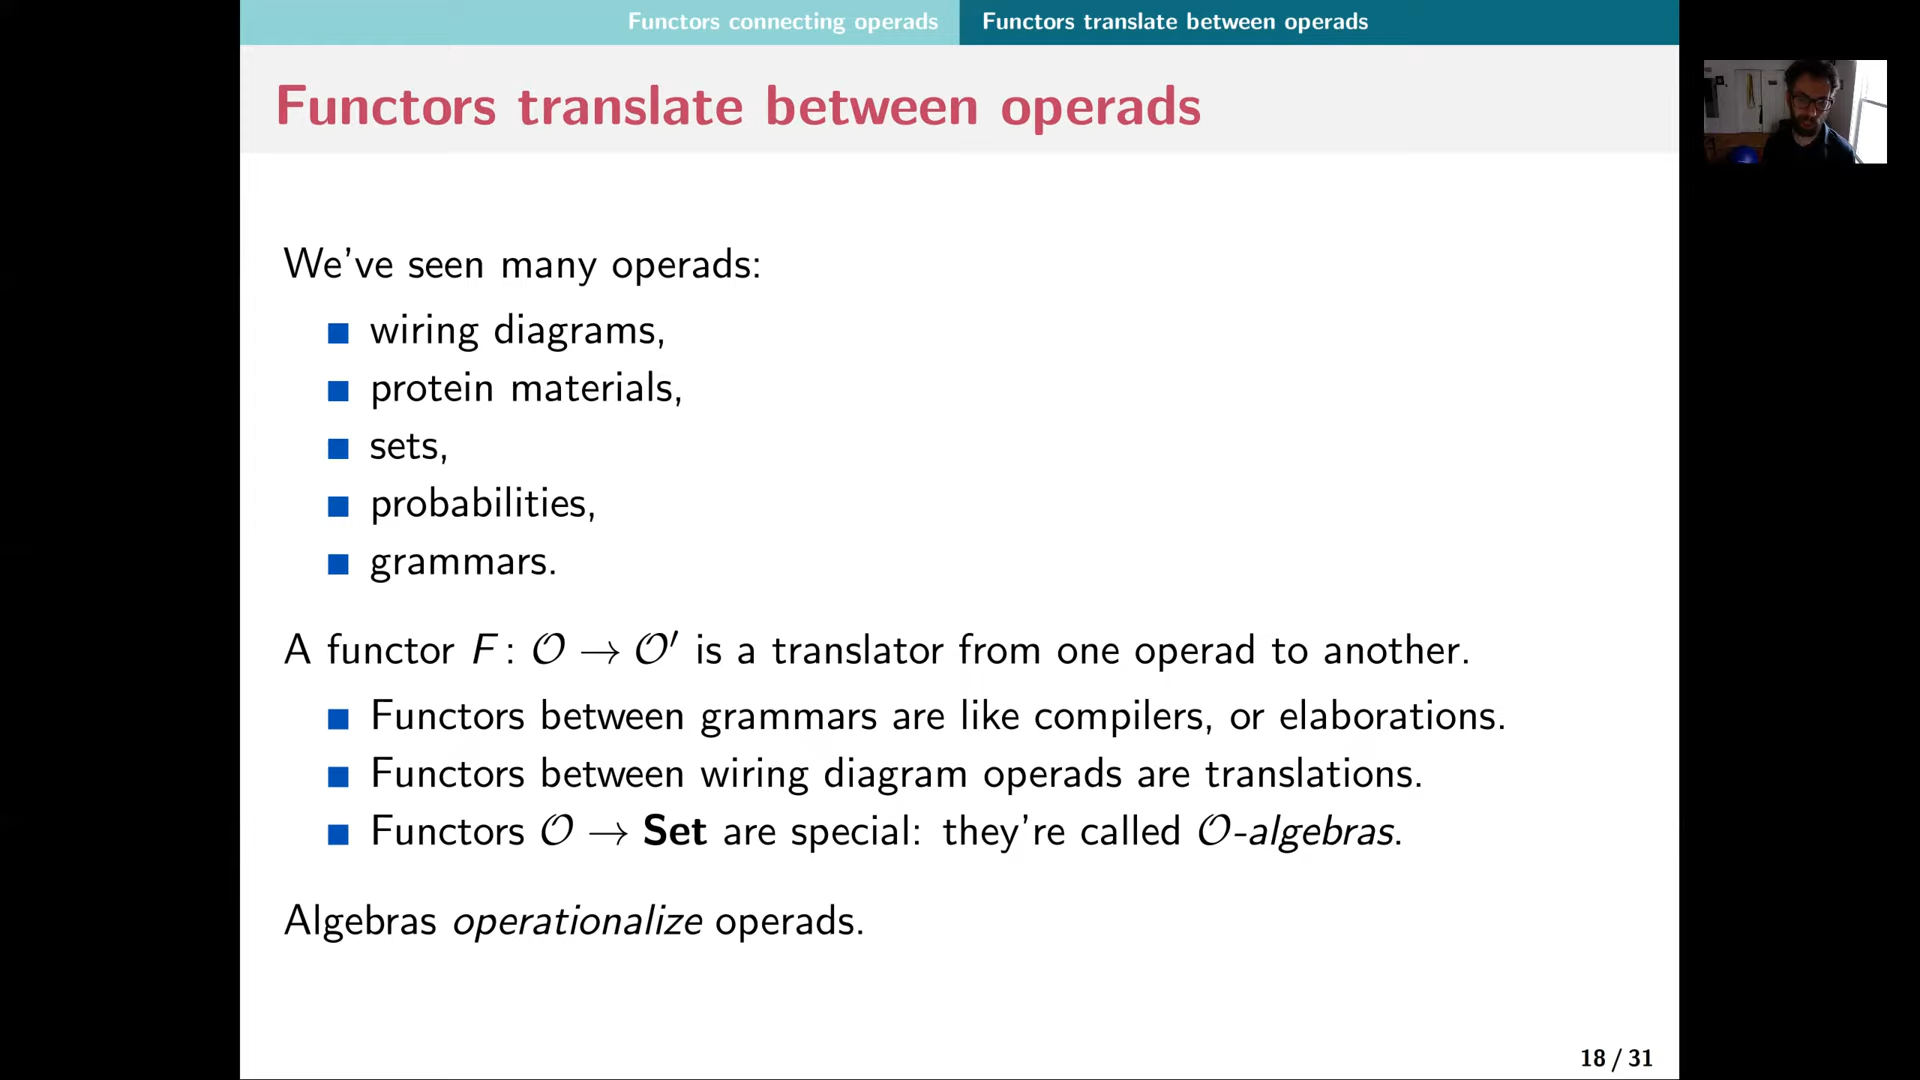 Functors connecting operads
Functors translate between operads
Functors translate between operads
We've seen many operads:
wiring diagrams,
protein materials,
sets,
probabilities,
grammars.
A functor F : 𝒪 → 𝒪′ is a translator from one operad to another.
Functors between grammars are like compilers, or elaborations.
Functors between wiring diagram operads are translations.
Functors 𝒪 → Set are special: they're called 𝒪-algebras.
Algebras operationalize operads.
18 / 31